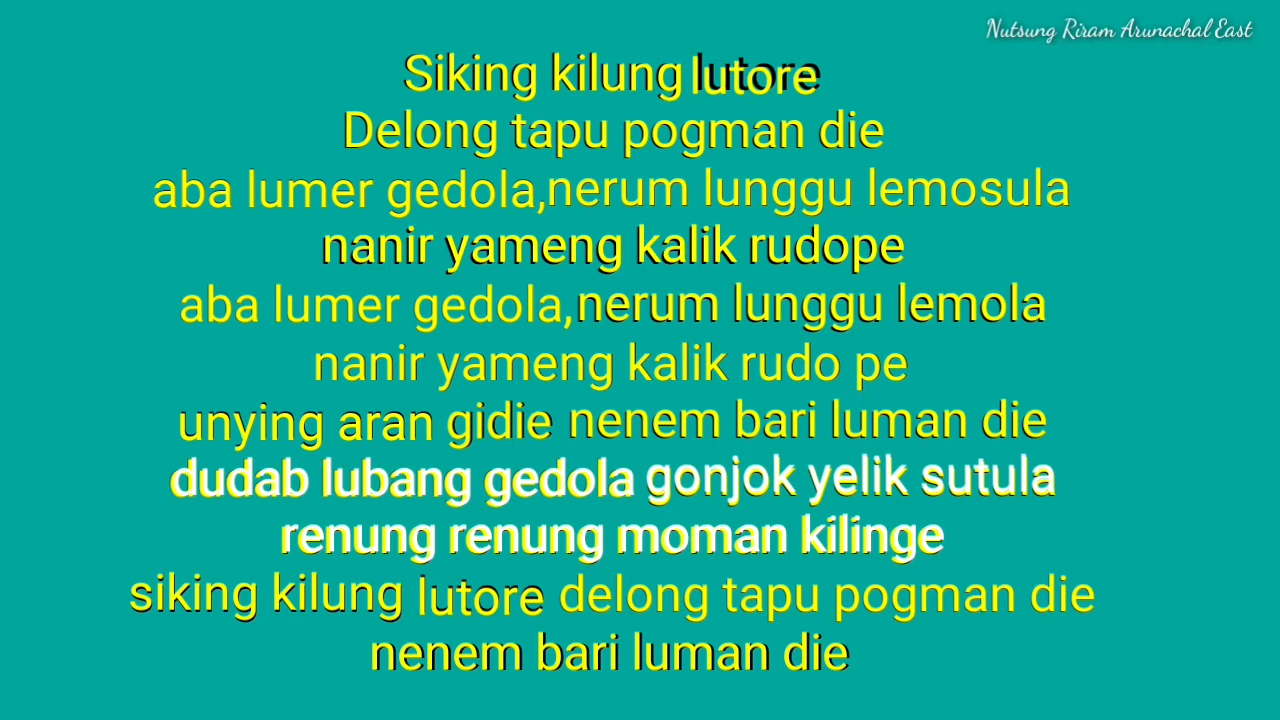 Nutsung Riram Arunachal East
Siking kilung lutore
Delong tapu pogman die
aba lumer gedola,nerum lunggu lemosula
nanir yameng kalik rudope
aba lumer gedola,nerum lunggu lemola
nanir yameng kalik rudo pe
unying aran gidie nenem bari luman die
dudab lubang gedola gonjok yelik sutula
renung renung moman kilinge
siking kilung lutore delong tapu pogman die
nenem bari luman die